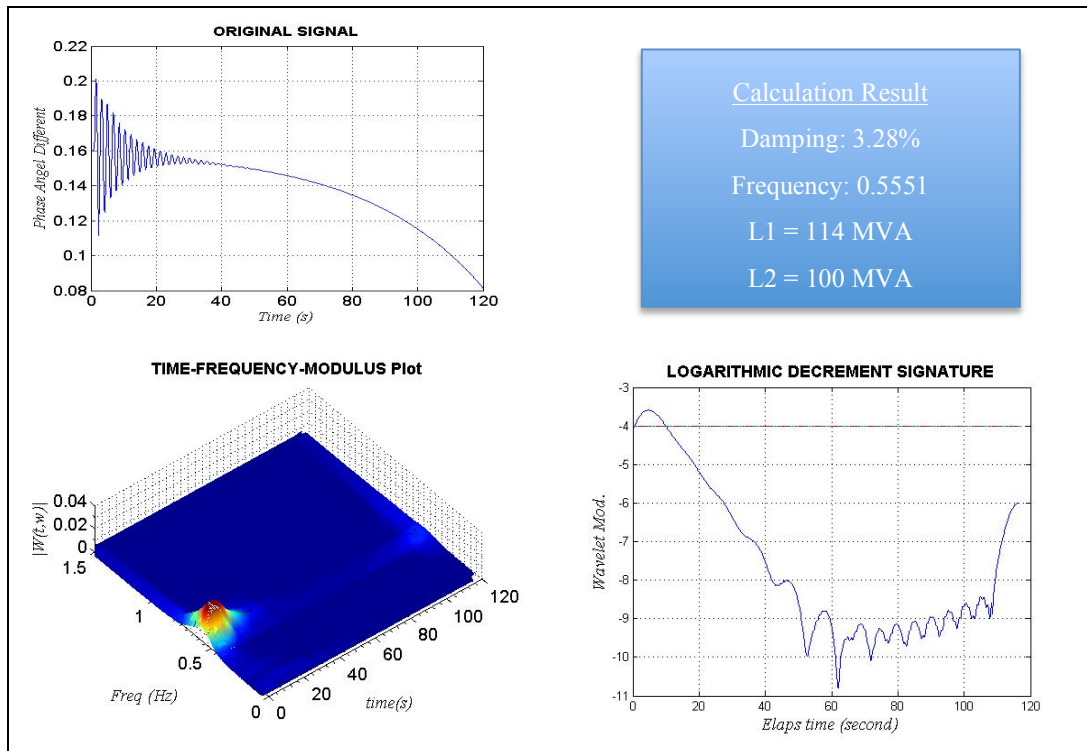 ORIGINAL SIGNAL
0.22
0.2
0.18
0.16
0.14
0.12
0.1
0.08
Phase Angel Different
0 20 40 60 80 100 120
Time (s)
Calculation Result
Damping: 3.28%
Frequency: 0.5551
L1 = 114 MVA
L2 = 100 MVA
TIME-FREQUENCY-MODULUS Plot
|W(t,w)|
0.04
0.02
0
1.5
1
0.5
0
Freq (Hz)
0
20
40
60
80
100
120
time(s)
LOGARITHMIC DECREMENT SIGNATURE
-3
-4
-5
-6
-7
-8
-9
-10
-11
Wavelet Mod.
0 20 40 60 80 100 120
Elaps time (second)